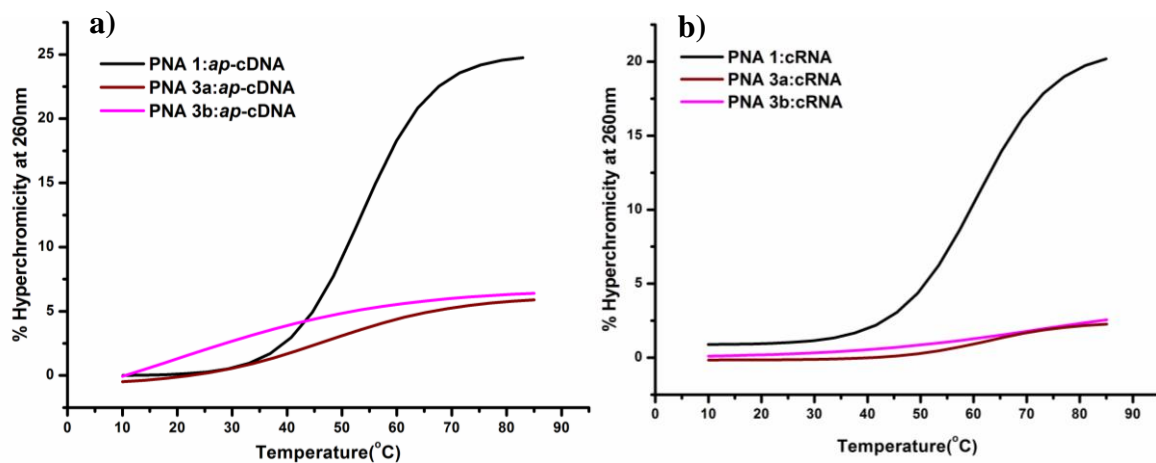 a)
PNA 1:ap-cDNA
PNA 3a:ap-cDNA
PNA 3b:ap-cDNA
% Hyperchromicity at 260nm
25
20
15
10
5
0
0 10 20 30 40 50 60 70 80 90
Temperature(°C)
b)
PNA 1:cRNA
PNA 3a:cRNA
PNA 3b:cRNA
% Hyperchromicity at 260nm
20
15
10
5
0
0 10 20 30 40 50 60 70 80 90
Temperature(°C)